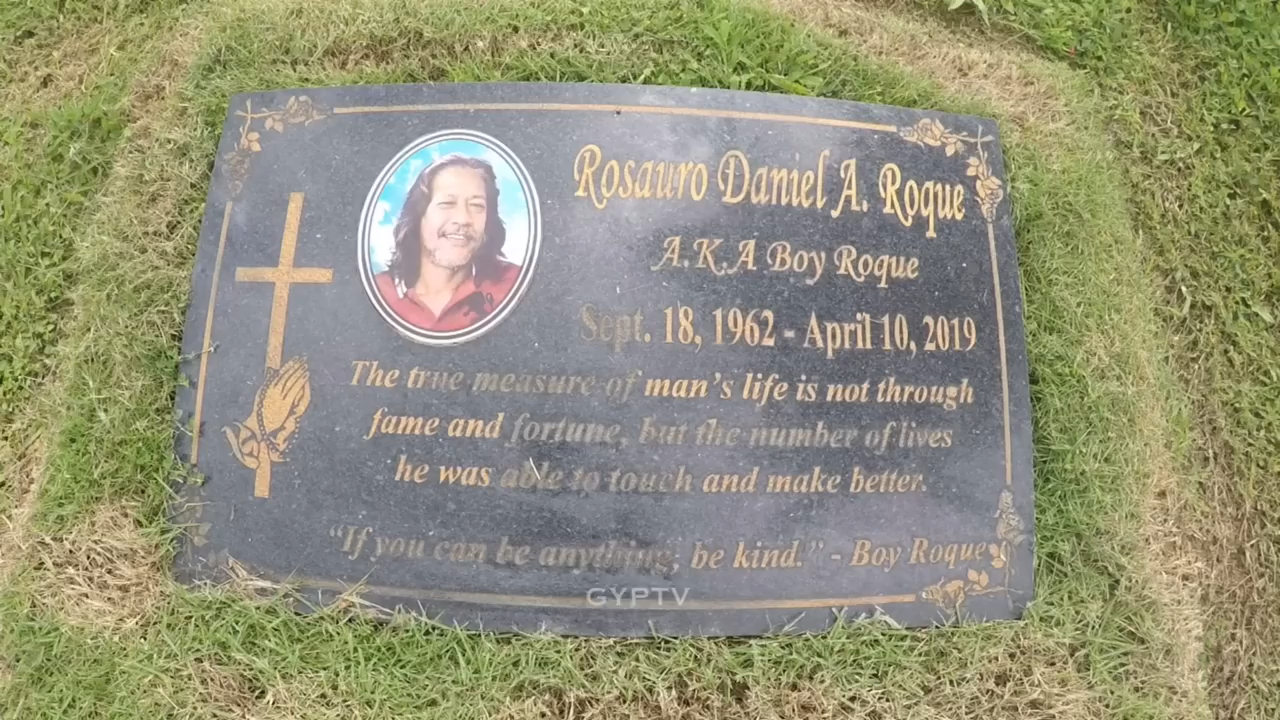 Rosauro Daniel A. Roque
A.K.A Boy Roque
Sept. 18, 1962 - April 10, 2019
The true measure of man's life is not through
fame and fortune, but the number of lives
he was able to touch and make better.
“If you can be anything, be kind.” - Boy Roque
GYPTV